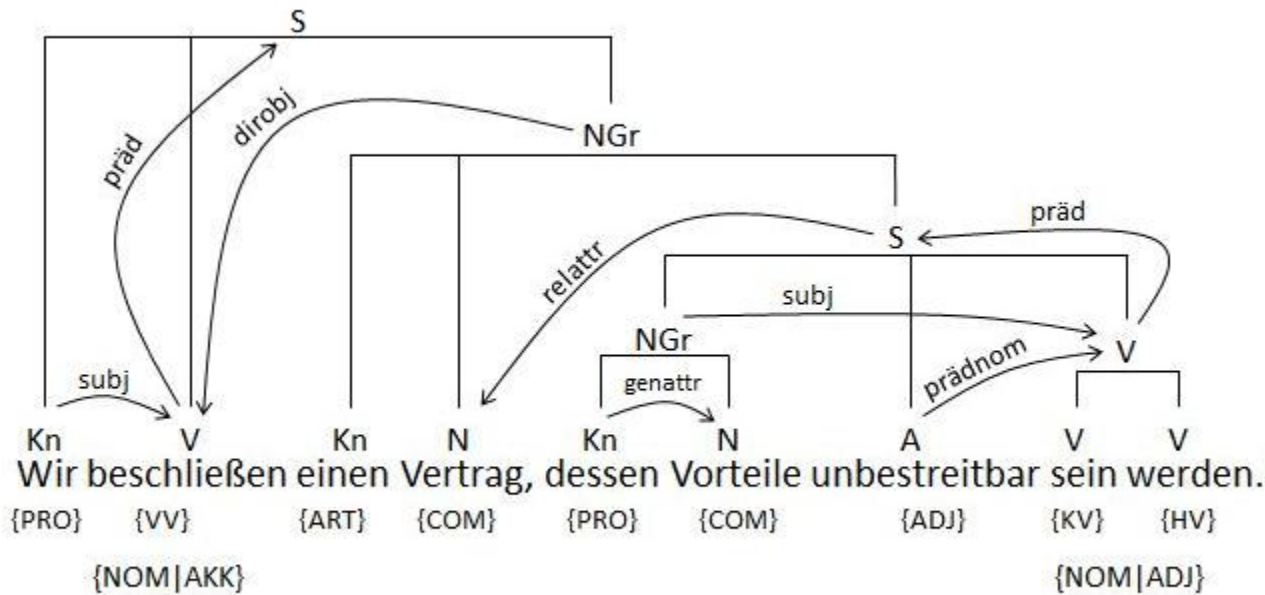 S
präd
dirobj
NGr
S
präd
relattr
subj
NGr
V
subj
genattr
prädnom
Kn V Kn N Kn N A V V
Wir beschließen einen Vertrag, dessen Vorteile unbestreitbar sein werden.
{PRO} {VV} {ART} {COM} {PRO} {COM} {ADJ} {KV} {HV}
{NOM|AKK} {NOM|ADJ}